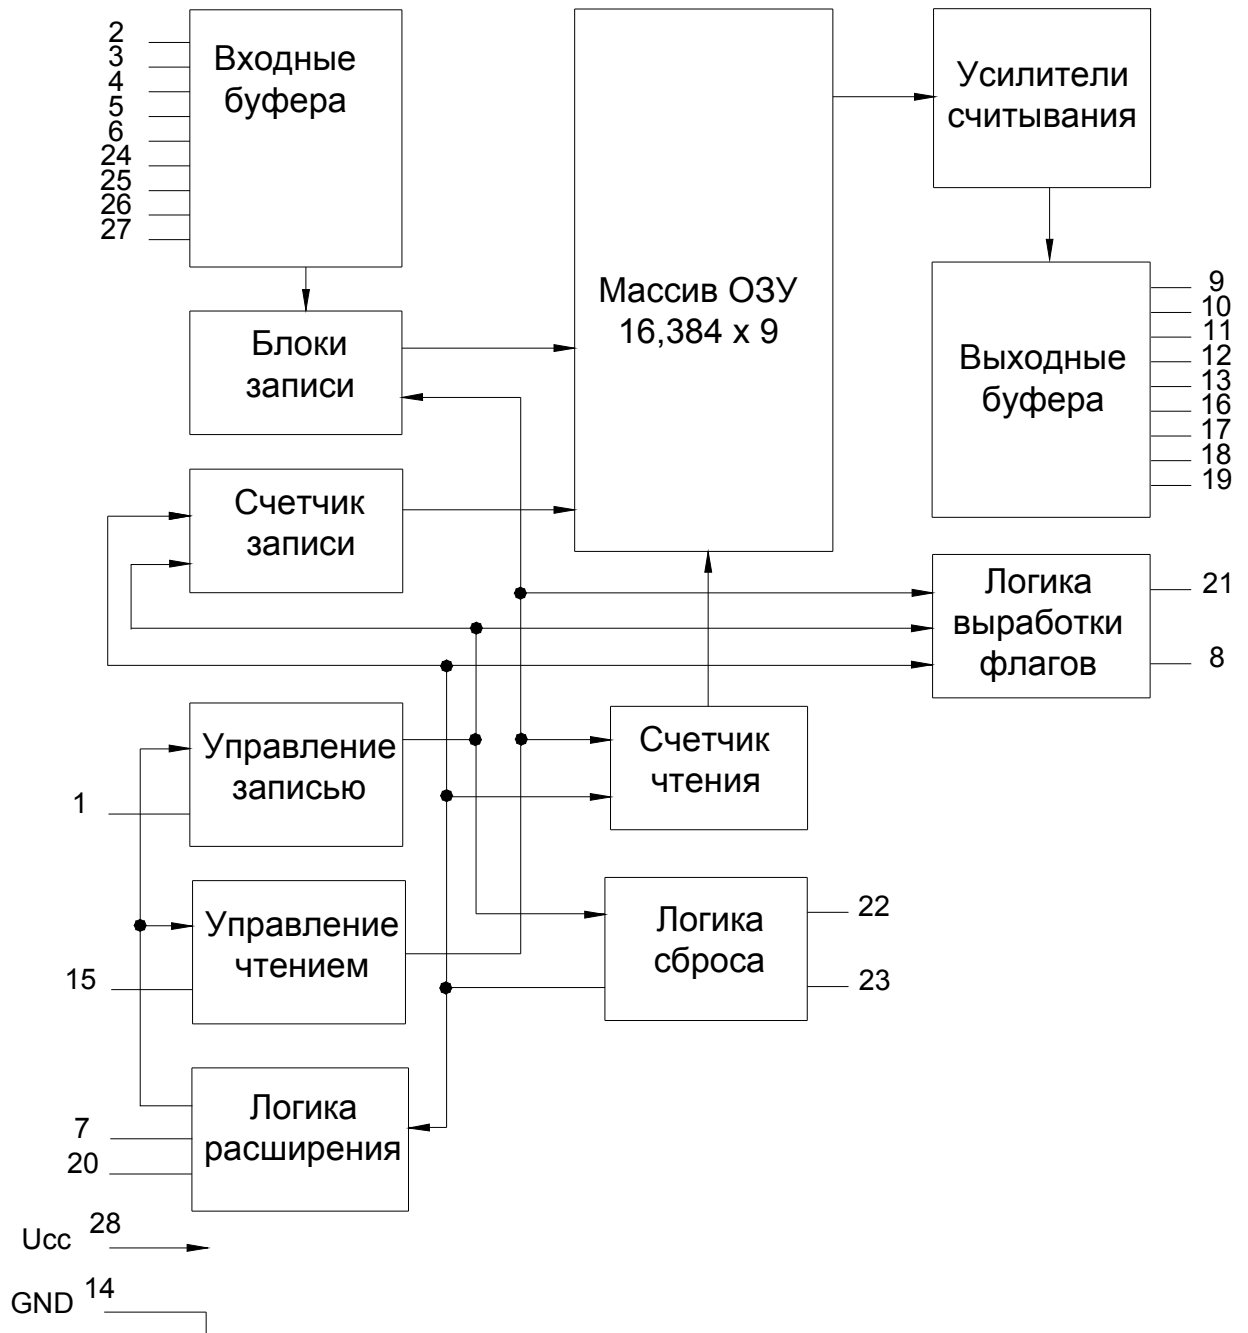 2
3
4
5
6
24
25
26
27
Входные
буфера
Массив ОЗУ
16,384 x 9
Усилители
считывания
Блоки
записи
Выходные
буфера
9
10
11
12
13
16
17
18
19
Счетчик
записи
Логика
выработки
флагов
21
8
Управление
записью
1
Счетчик
чтения
Управление
чтением
15
Логика
сброса
22
23
Логика
расширения
7
20
Ucc 28
GND 14